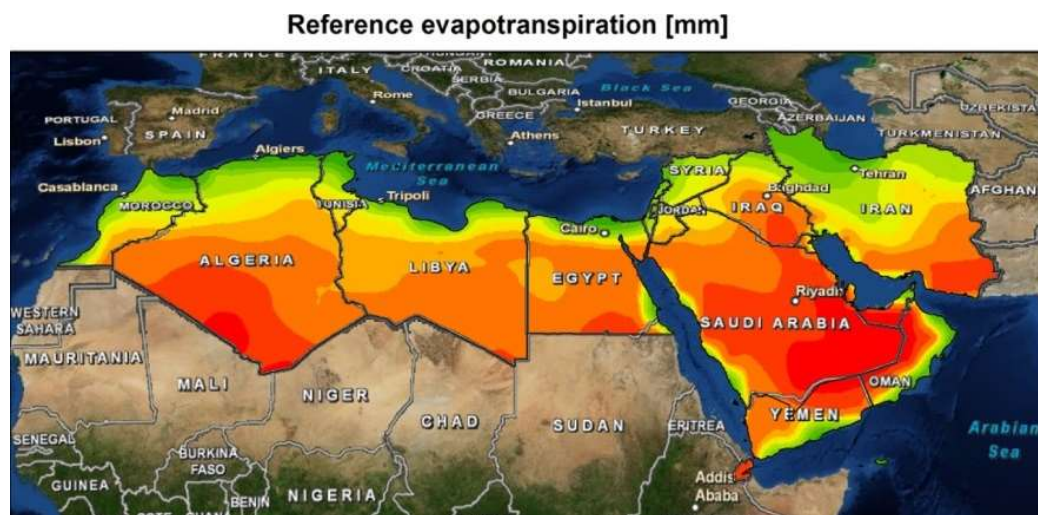 Reference evapotranspiration [mm]
FRANCE
HUNGARY
ROMANIA
ITALY
CROATIA
SERBIA
BULGARIA
Black Sea
GEORGIA
UZBEKISTAN
PORTUGAL
Madrid
Rome
Istanbul
AZERBAIJAN
TURKMENISTAN
Lisbon
SPAIN
GREECE
Athens
TURKEY
Algiers
Mediterranean
Sea
SYRIA
Tehran
Casablanca
Tripoli
Baghdad
AFGHAN
MOROCCO
TUNISIA
JORDAN
IRAQ
IRAN
Cairo
ALGERIA
LIBYA
EGYPT
Riyadh
WESTERN
SAHARA
SAUDI ARABIA
MAURITANIA
MALI
NIGER
OMAN
CHAD
SUDAN
YEMEN
ERITREA
Arabian
Sea
SENEGAL
BURKINA
FASO
GUINEA
BENIN
NIGERIA
Addis
Ababa